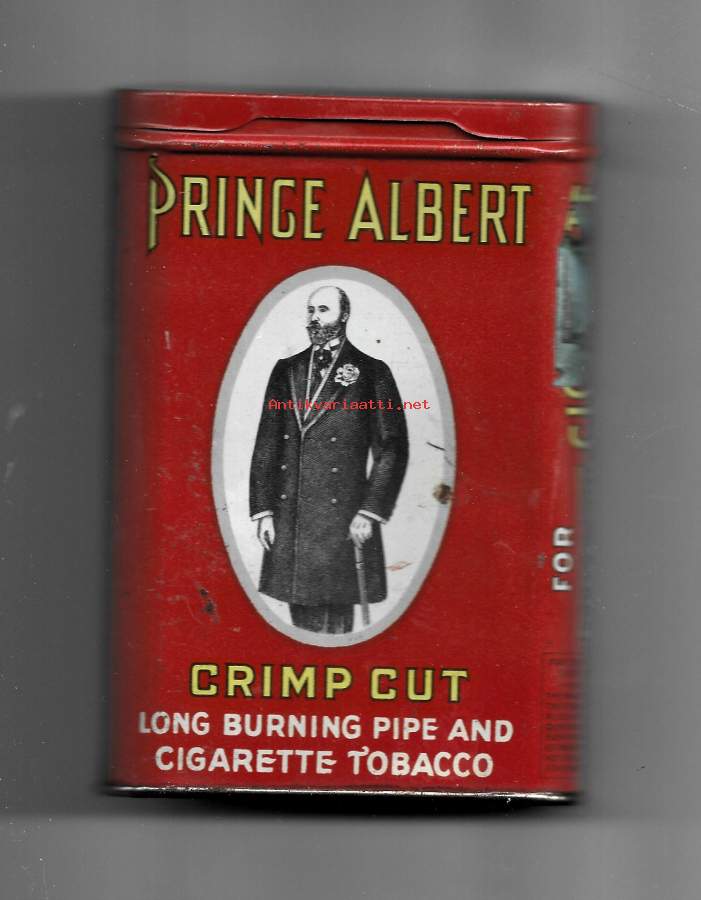 PRINCE ALBERT
Antikvariaatti.net
CRIMP CUT
LONG BURNING PIPE AND
CIGARETTE TOBACCO
FOR